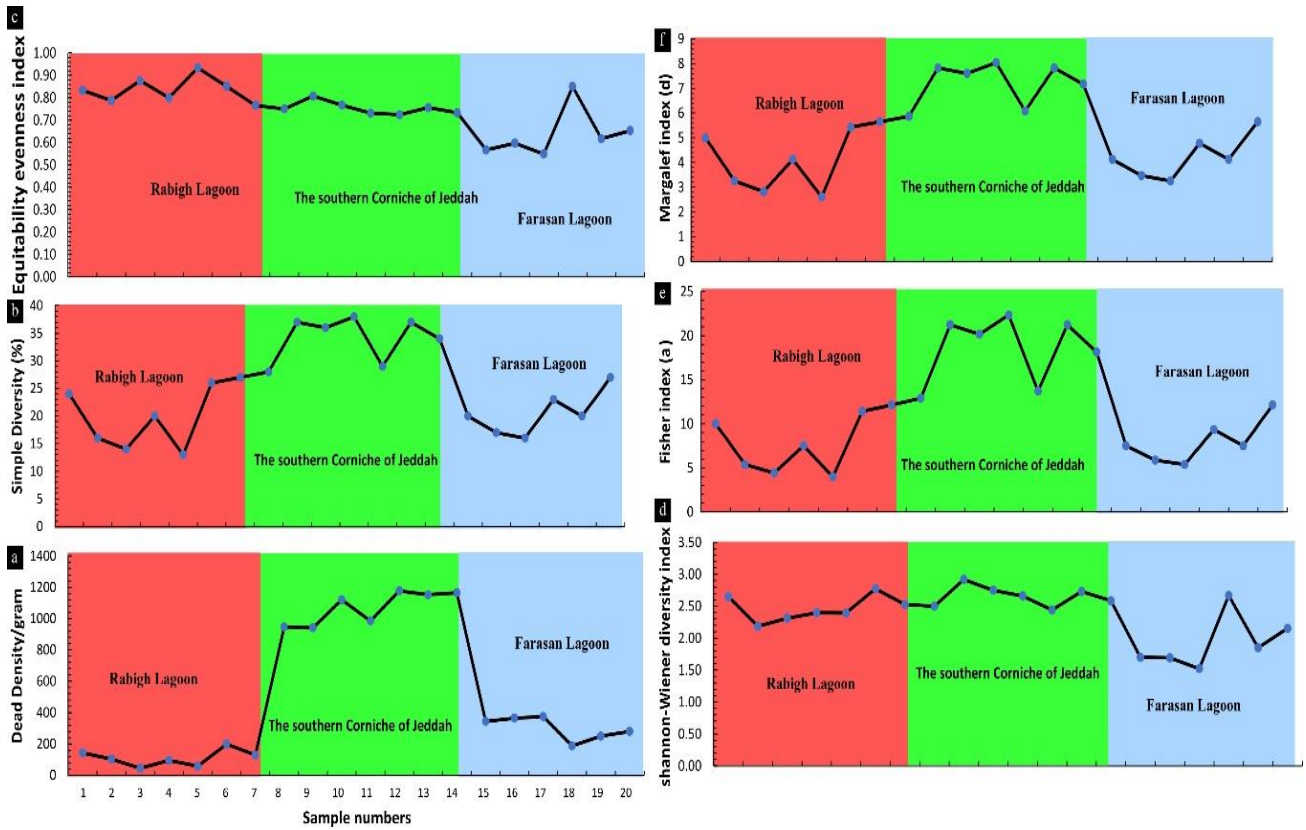 c
Equitability evenness index
1.00
0.90
0.80
0.70
0.60
0.50
0.40
0.30
0.20
0.10
0.00
Rabigh Lagoon
The southern Corniche of Jeddah
Farasan Lagoon
b
Simple Diversity (%)
40
35
30
25
20
15
10
5
0
Rabigh Lagoon
The southern Corniche of Jeddah
Farasan Lagoon
a
Dead Density/gram
1400
1200
1000
800
600
400
200
0
Rabigh Lagoon
The southern Corniche of Jeddah
Farasan Lagoon
1 2 3 4 5 6 7 8 9 10 11 12 13 14 15 16 17 18 19 20
Sample numbers
f
Margalef index (d)
9
8
7
6
5
4
3
2
1
0
Rabigh Lagoon
The southern Corniche of Jeddah
Farasan Lagoon
e
Fisher index (a)
25
20
15
10
5
0
Rabigh Lagoon
The southern Corniche of Jeddah
Farasan Lagoon
d
shannon-Wiener diversity index
3.50
3.00
2.50
2.00
1.50
1.00
0.50
0.00
Rabigh Lagoon
The southern Corniche of Jeddah
Farasan Lagoon